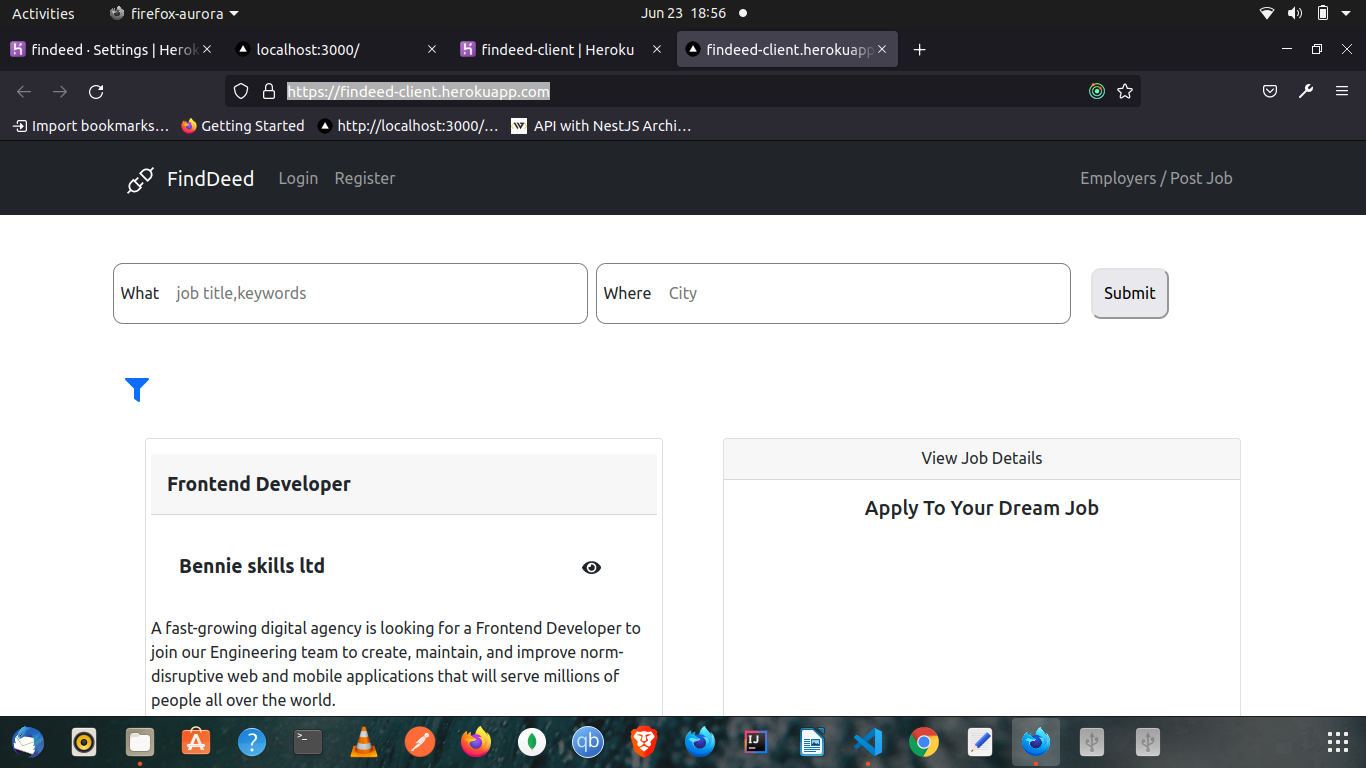 Activities firefox-aurora Jun 23 18:56
findeed · Settings | Herok localhost:3000/ findeed-client | Heroku findeed-client.herokuapp
https://findeed-client.herokuapp.com
Import bookmarks... Getting Started http://localhost:3000/... API with NestJS Archi...
FindDeed Login Register Employers / Post Job
What job title,keywords Where City Submit
Frontend Developer
View Job Details
Apply To Your Dream Job
Bennie skills ltd
A fast-growing digital agency is looking for a Frontend Developer to
join our Engineering team to create, maintain, and improve norm-
disruptive web and mobile applications that will serve millions of
people all over the world.